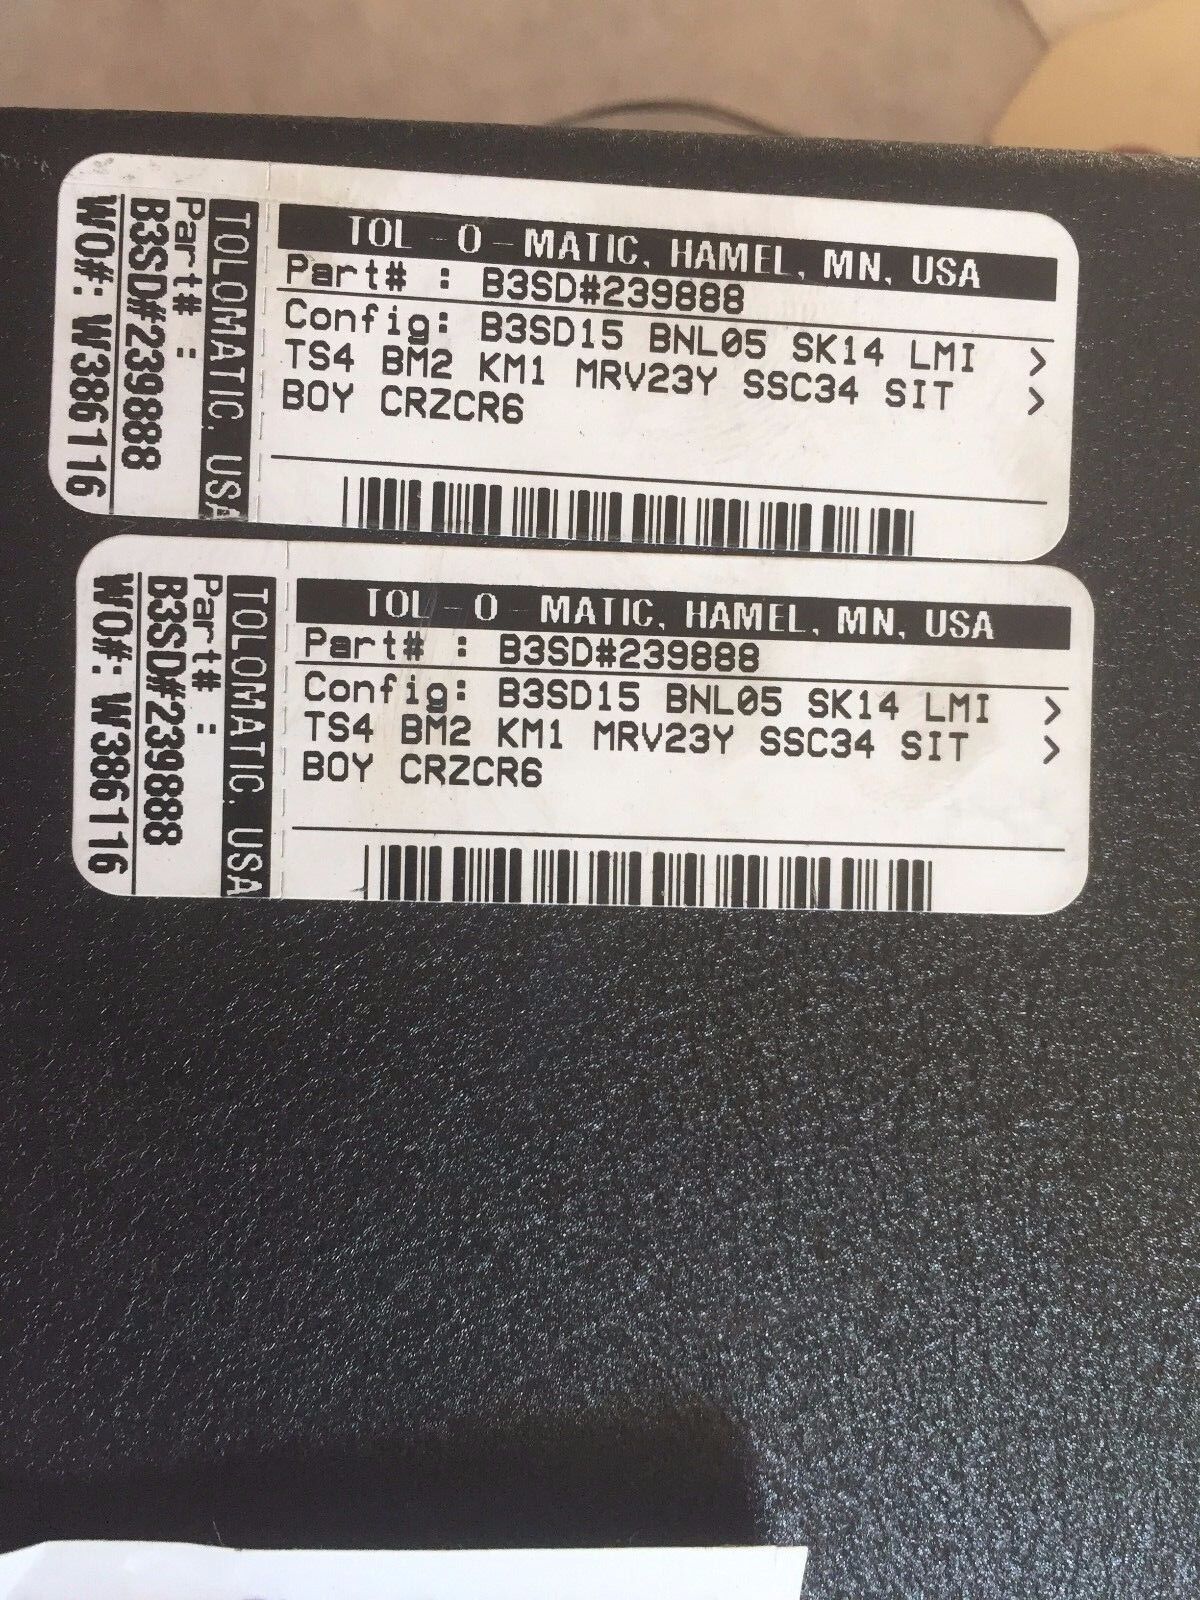 TOL-O-MATIC, HAMEL, MN, USA
Part# : B3SD#239888
Config: B3SD15 BNL05 SK14 LMI >
TS4 BM2 KM1 MRV23Y SSC34 SIT >
BOY CRZCR6
TOLOMATIC, USA
Part# :
B3SD#239888
WO#: W386116
TOL-O-MATIC, HAMEL, MN, USA
Part# : B3SD#239888
Config: B3SD15 BNL05 SK14 LMI >
TS4 BM2 KM1 MRV23Y SSC34 SIT >
BOY CRZCR6
TOLOMATIC, USA
Part# :
B3SD#239888
WO#: W386116